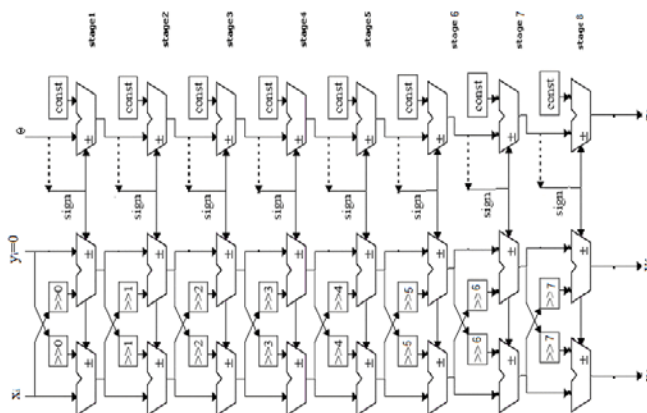 stage1 stage2 stage3 stage4 stage5 stage 6 stage 7 stage 8
const const const const const const const const
θ
± ± ± ± ± ± ± ±
sign sign sign sign sign sign sign sign
± ± ± ± ± ± ± ±
>>0 >>1 >>2 >>3 >>4 >>5 >>6 >>7
>>0 >>1 >>2 >>3 >>4 >>5 >>6 >>7
± ± ± ± ± ± ± ±